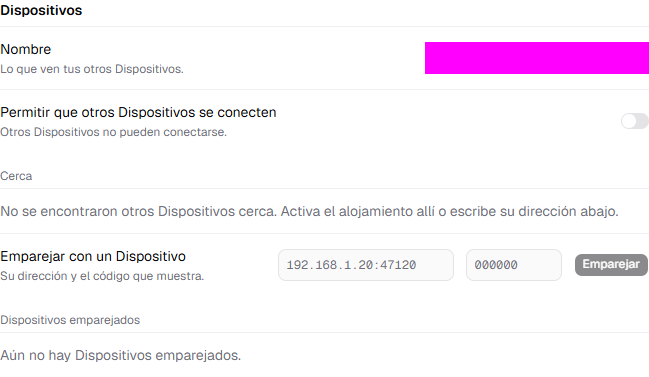 Dispositivos
Nombre
Lo que ven tus otros Dispositivos.
Permitir que otros Dispositivos se conecten
Otros Dispositivos no pueden conectarse.
Cerca
No se encontraron otros Dispositivos cerca. Activa el alojamiento allí o escribe su dirección abajo.
Emparejar con un Dispositivo
Su dirección y el código que muestra.
192.168.1.20:47120
000000
Emparejar
Dispositivos emparejados
Aún no hay Dispositivos emparejados.